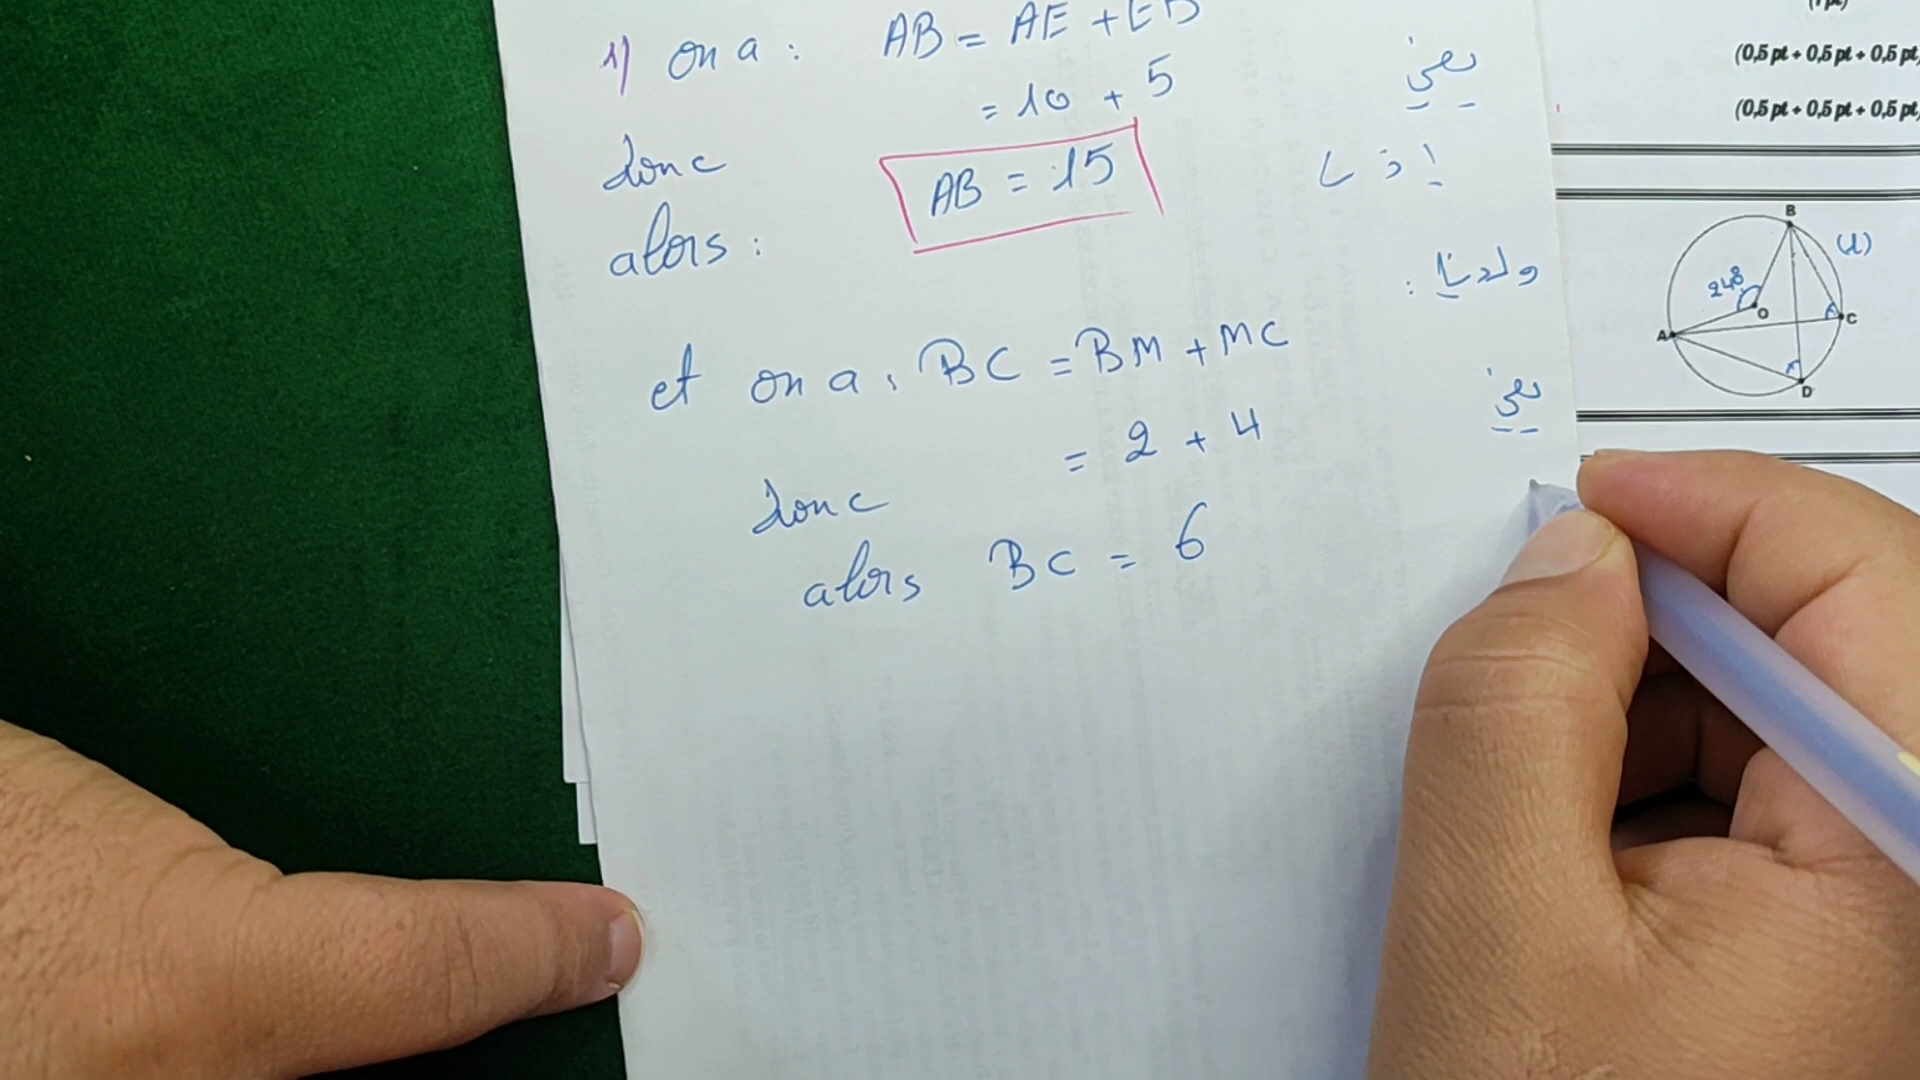 1) on a : AB = AE + EB
= 10 + 5
يعني
donc
AB = 15
إذن
alors :
ولدينا :
et on a : BC = BM + MC
يعني
= 2 + 4
donc
alors BC = 6
(1 pt)
(0,5 pt + 0,5 pt + 0,5 pt)
(0,5 pt + 0,5 pt + 0,5 pt)
B
O
C
A
D